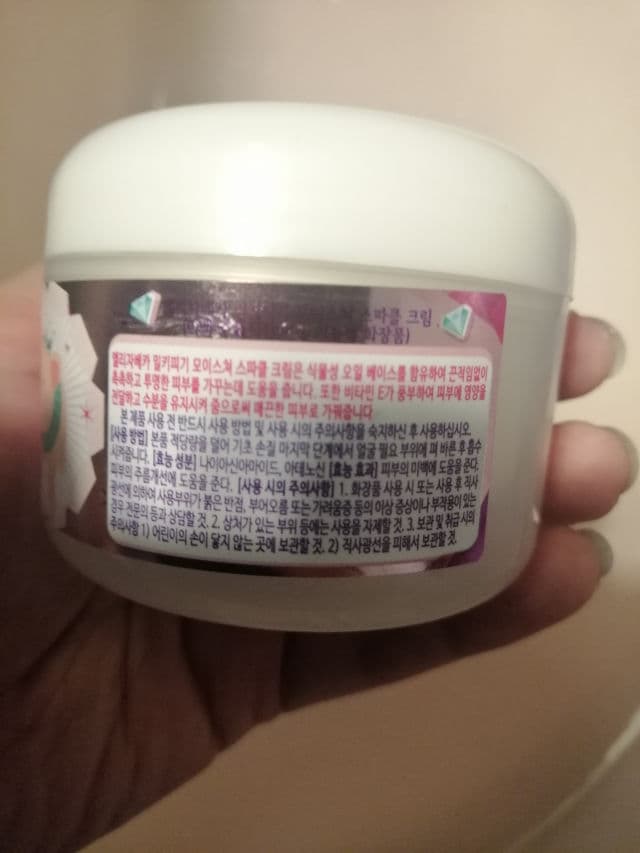 스파클 크림
엘리자베카 밀키피기 모이스쳐 스파클 크림은 식물성 오일 베이스를 함유하여 끈적임없이
촉촉하고 투명한 피부를 가꾸는데 도움을 줍니다. 또한 비타민 E가 풍부하여 피부에 영양을
전달하고 수분을 유지시켜 줌으로써 매끈한 피부로 가꿔줍니다
본 제품 사용 전 반드시 사용 방법 및 사용 시의 주의사항을 숙지하신 후 사용하십시오.
[사용 방법] 본품 적당량을 덜어 기초 손질 마지막 단계에서 얼굴 필요 부위에 펴 바른 후 흡수
시켜줍니다. [효능 성분] 나이아신아마이드, 아데노신 [효능 효과] 피부의 미백에 도움을 준다.
피부의 주름개선에 도움을 준다. [사용 시의 주의사항] 1. 화장품 사용 시 또는 사용 후 직사
광선에 의하여 사용부위가 붉은 반점, 부어오름 또는 가려움증 등의 이상 증상이나 부작용이 있는
경우 전문의 등과 상담할 것. 2. 상처가 있는 부위 등에는 사용을 자제할 것. 3. 보관 및 취급 시의
주의사항 1) 어린이의 손이 닿지 않는 곳에 보관할 것. 2) 직사광선을 피해서 보관할 것.